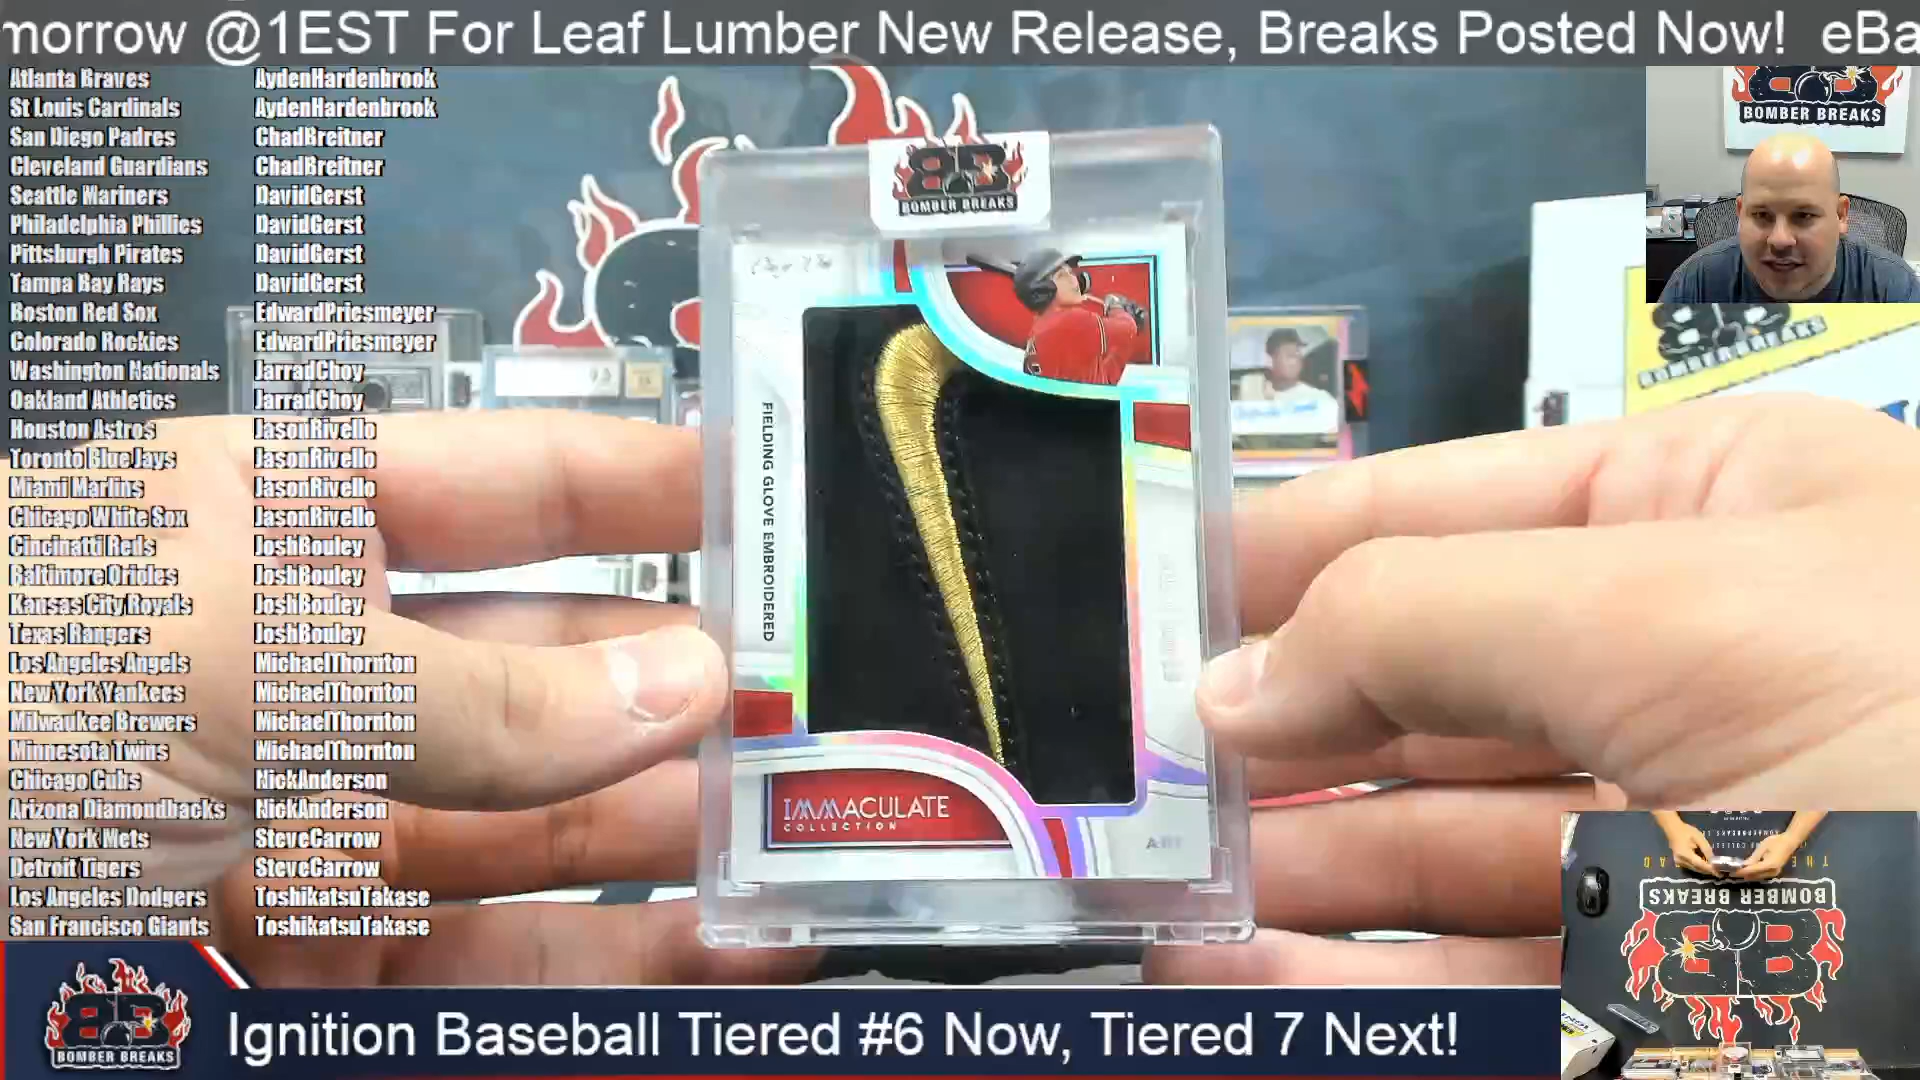 morrow @1EST For Leaf Lumber New Release, Breaks Posted Now! eBa
Atlanta Braves AydenHardenbrook
St Louis Cardinals AydenHardenbrook
San Diego Padres ChadBreitner
Cleveland Guardians ChadBreitner
Seattle Mariners DavidGerst
Philadelphia Phillies DavidGerst
Pittsburgh Pirates DavidGerst
Tampa Bay Rays DavidGerst
Boston Red Sox EdwardPriesmeyer
Colorado Rockies EdwardPriesmeyer
Washington Nationals JarradChoy
Oakland Athletics JarradChoy
Houston Astros JasonRivello
Toronto Blue Jays JasonRivello
Miami Marlins JasonRivello
Chicago White Sox JasonRivello
Cincinatti Reds JoshBouley
Baltimore Orioles JoshBouley
Kansas City Royals JoshBouley
Texas Rangers JoshBouley
Los Angeles Angels MichaelThornton
New York Yankees MichaelThornton
Milwaukee Brewers MichaelThornton
Minnesota Twins MichaelThornton
Chicago Cubs NickAnderson
Arizona Diamondbacks NickAnderson
New York Mets SteveCarrow
Detroit Tigers SteveCarrow
Los Angeles Dodgers ToshikatsuTakase
San Francisco Giants ToshikatsuTakase
BB
BOMBER BREAKS
FIELDING GLOVE EMBROIDERED
IMMACULATE
COLLECTION
ARI
BOMBER BREAKS
BOMBERBREAKS
BOMBER BREAKS
BB
BB
BOMBER BREAKS
Ignition Baseball Tiered #6 Now, Tiered 7 Next!